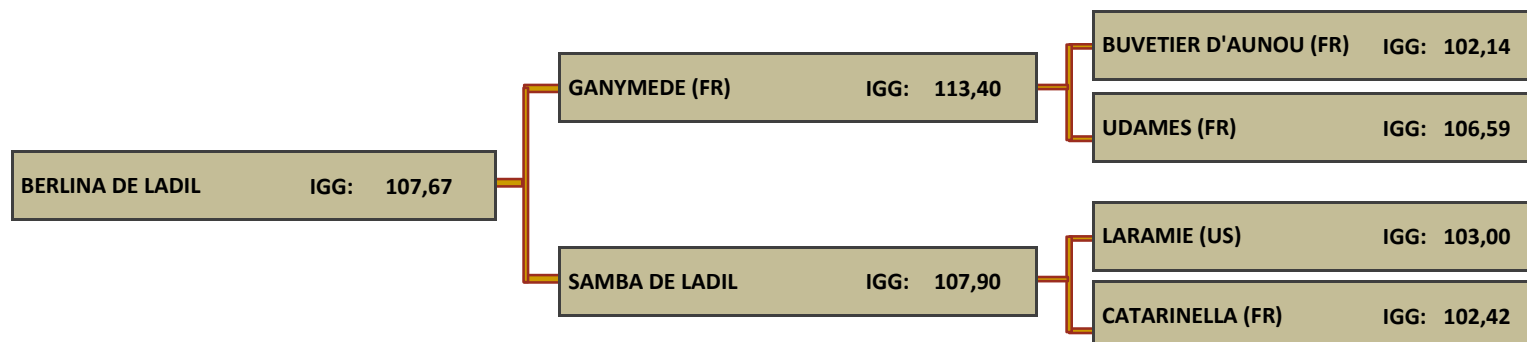 BUVETIER D'AUNOU (FR) IGG: 102,14
GANYMEDE (FR) IGG: 113,40
UDAMES (FR) IGG: 106,59
BERLINA DE LADIL IGG: 107,67
LARAMIE (US) IGG: 103,00
SAMBA DE LADIL IGG: 107,90
CATARINELLA (FR) IGG: 102,42